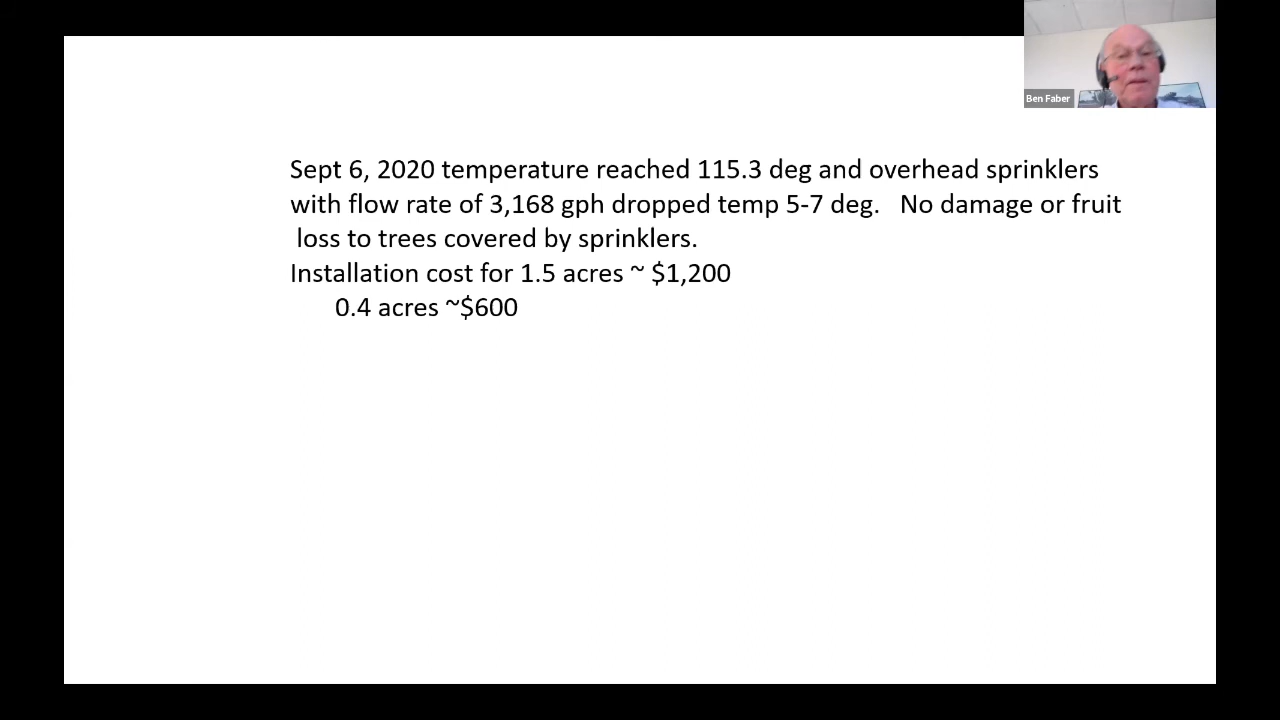 Ben Faber
Sept 6, 2020 temperature reached 115.3 deg and overhead sprinklers
with flow rate of 3,168 gph dropped temp 5-7 deg.   No damage or fruit
loss to trees covered by sprinklers.
Installation cost for 1.5 acres ~ $1,200
0.4 acres ~$600